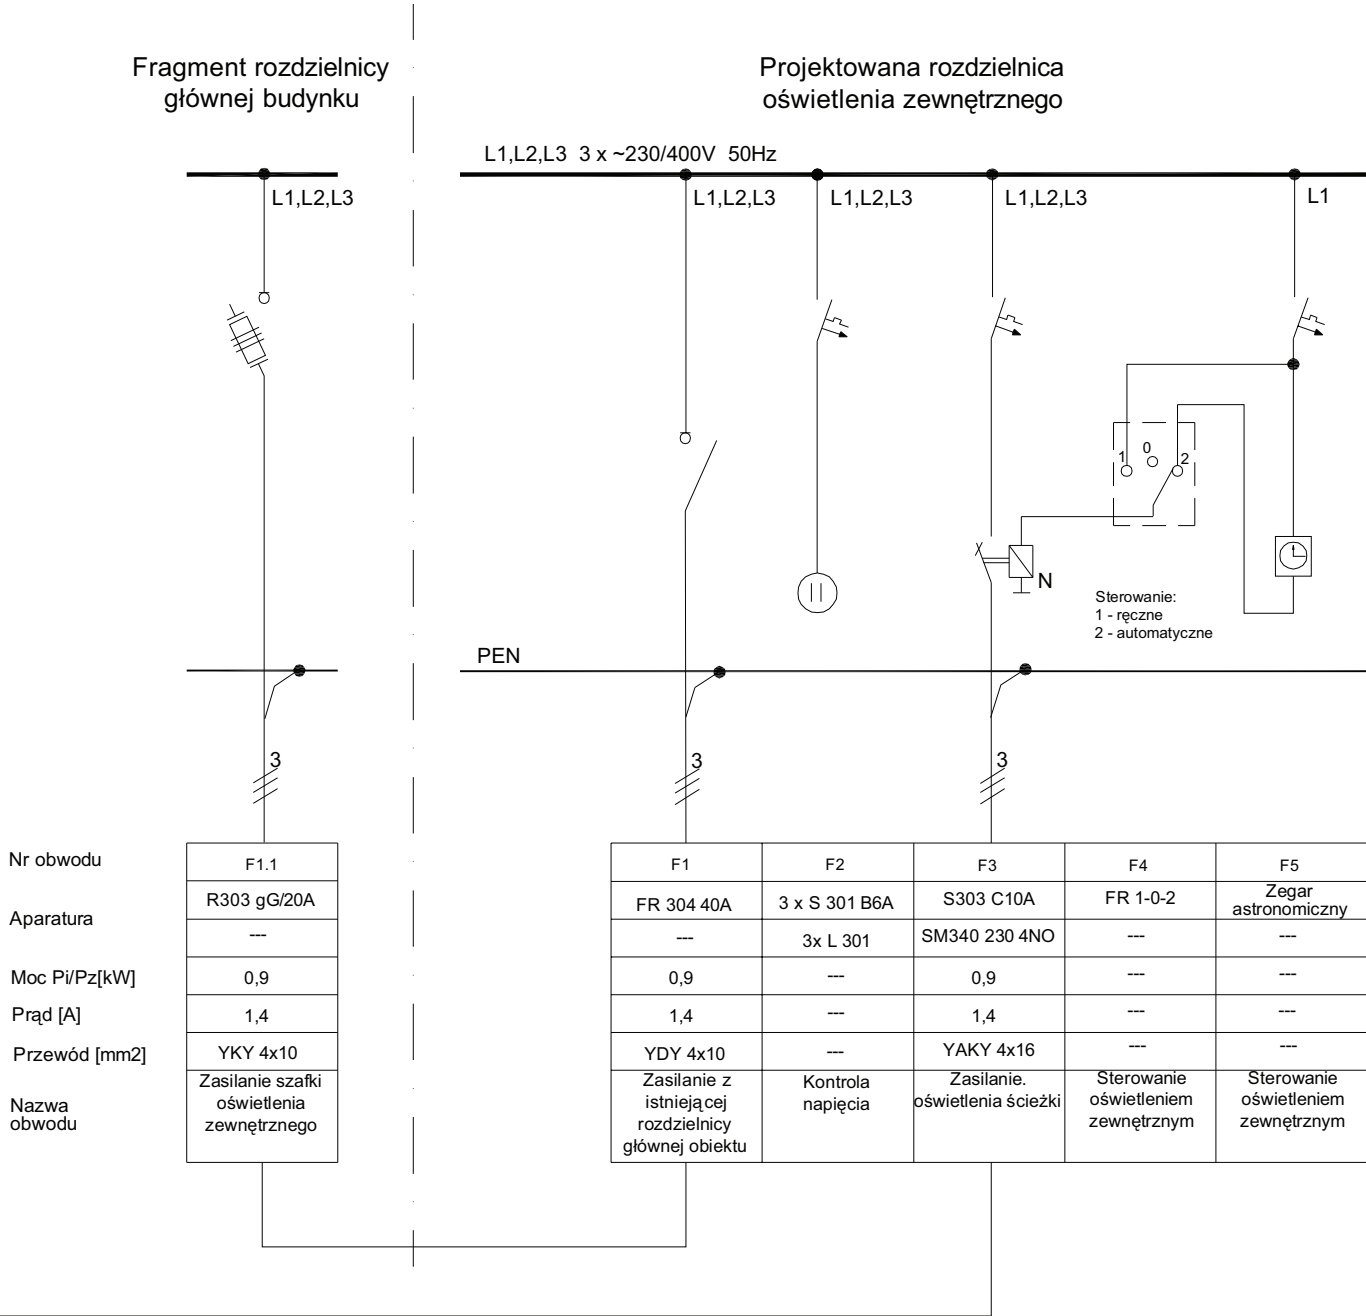 Fragment rozdzielnicy
głównej budynku
Projektowana rozdzielnica
oświetlenia zewnętrznego
L1,L2,L3 3 x ~230/400V 50Hz
L1,L2,L3
L1,L2,L3
L1,L2,L3
L1,L2,L3
L1
1
0
2
N
Sterowanie:
1 - ręczne
2 - automatyczne
PEN
3
3
3
Nr obwodu
F1.1
F1
F2
F3
F4
F5
Aparatura
R303 gG/20A
FR 304 40A
3 x S 301 B6A
S303 C10A
FR 1-0-2
Zegar
astronomiczny
---
---
3x L 301
SM340 230 4NO
---
---
Moc Pi/Pz[kW]
0,9
0,9
---
0,9
---
---
Prąd [A]
1,4
1,4
---
1,4
---
---
Przewód [mm2]
YKY 4x10
YDY 4x10
---
YAKY 4x16
---
---
Nazwa
obwodu
Zasilanie szafki
oświetlenia
zewnętrznego
Zasilanie z
istniejącej
rozdzielnicy
głównej obiektu
Kontrola
napięcia
Zasilanie.
oświetlenia ścieżki
Sterowanie
oświetleniem
zewnętrznym
Sterowanie
oświetleniem
zewnętrznym